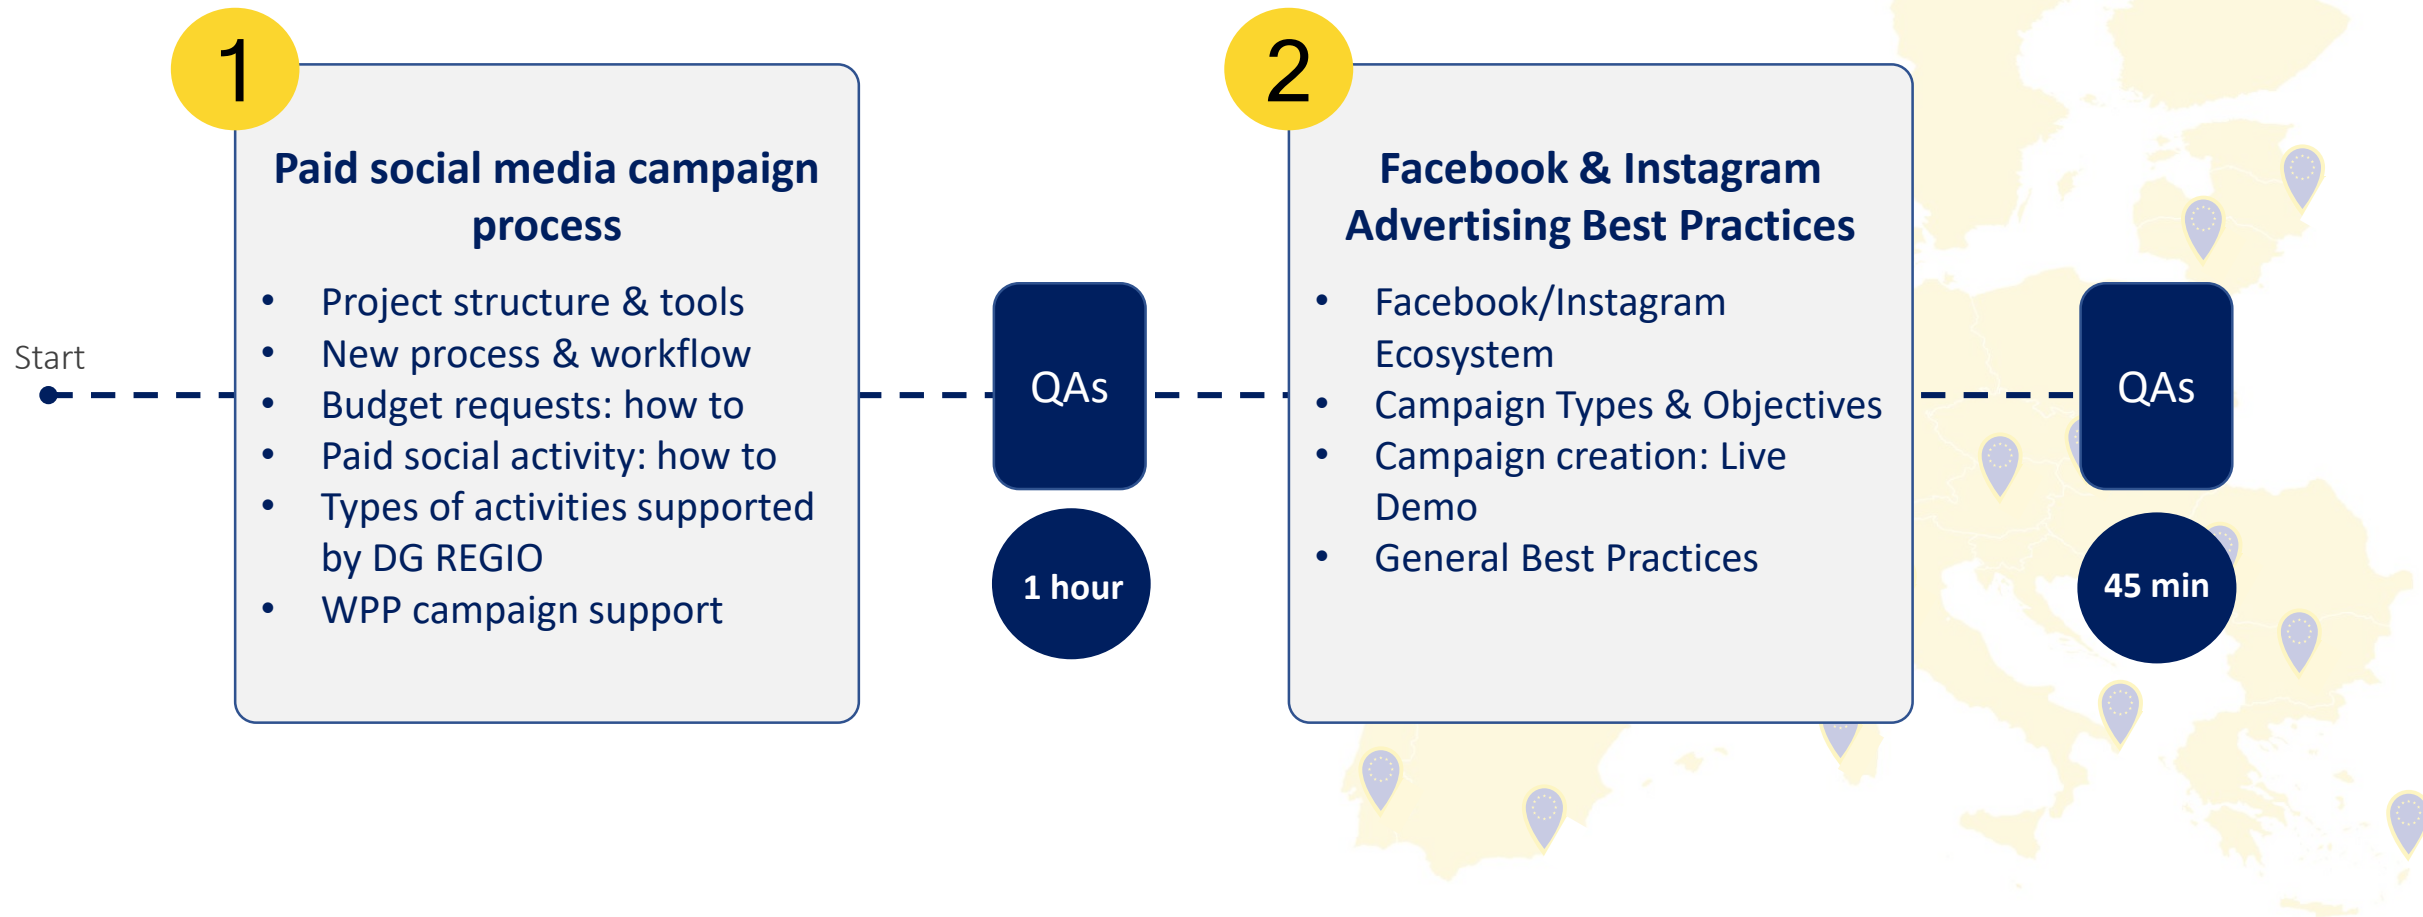 Start
1
Paid social media campaign
process
• Project structure & tools
• New process & workflow
• Budget requests: how to
• Paid social activity: how to
• Types of activities supported
by DG REGIO
• WPP campaign support
QAs
1 hour
2
Facebook & Instagram
Advertising Best Practices
• Facebook/Instagram
Ecosystem
• Campaign Types & Objectives
• Campaign creation: Live
Demo
• General Best Practices
QAs
45 min